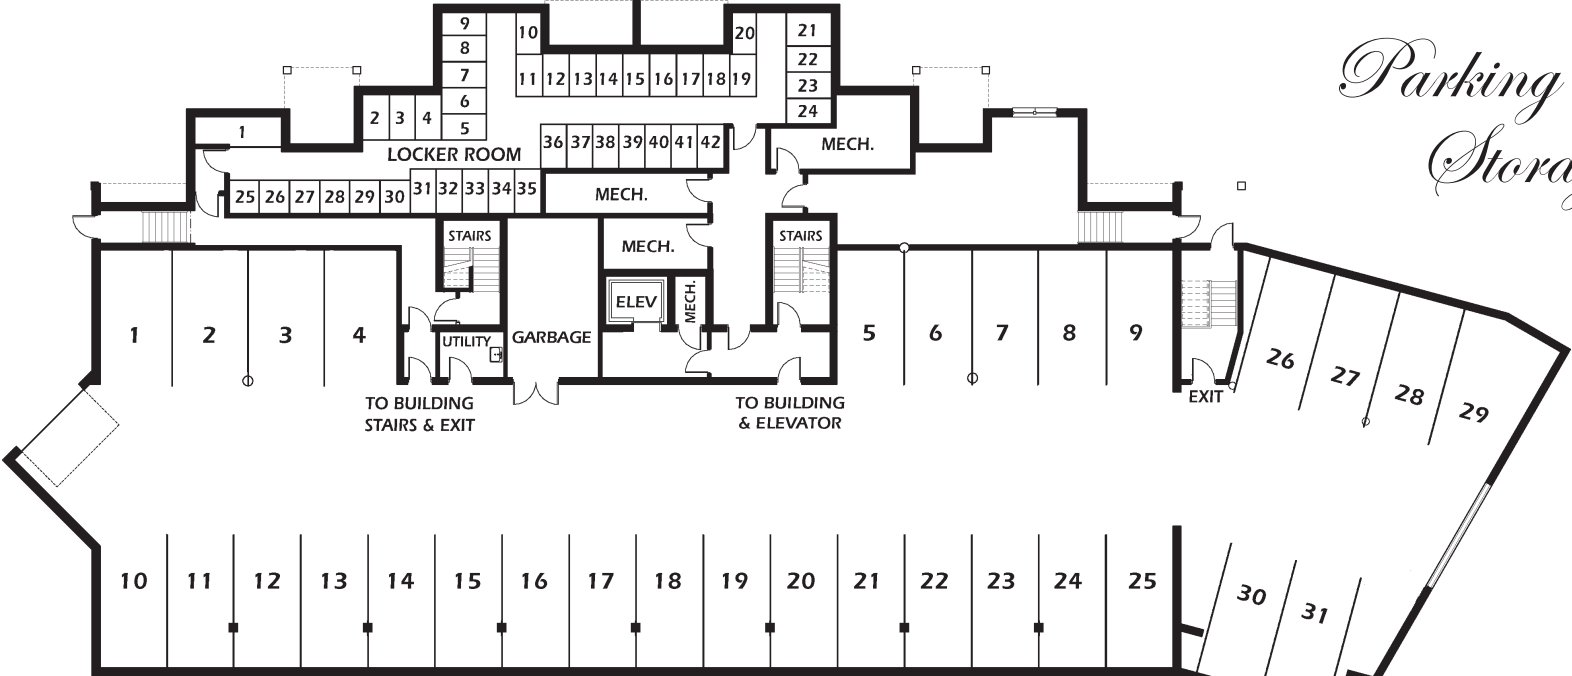 Parking
9
10
20
21
8
22
7
11 12 13 14 15 16 17 18 19
23
6
24
2 3 4
5
1
36 37 38 39 40 41 42
MECH.
LOCKER ROOM
25 26 27 28 29 30 31 32 33 34 35
MECH.
STAIRS
MECH.
STAIRS
ELEV
MECH.
1 2 3 4
UTILITY
GARBAGE
5 6 7 8 9
26 27 28 29
EXIT
TO BUILDING
STAIRS & EXIT
TO BUILDING
& ELEVATOR
10 11 12 13 14 15 16 17 18 19 20 21 22 23 24 25
30 31